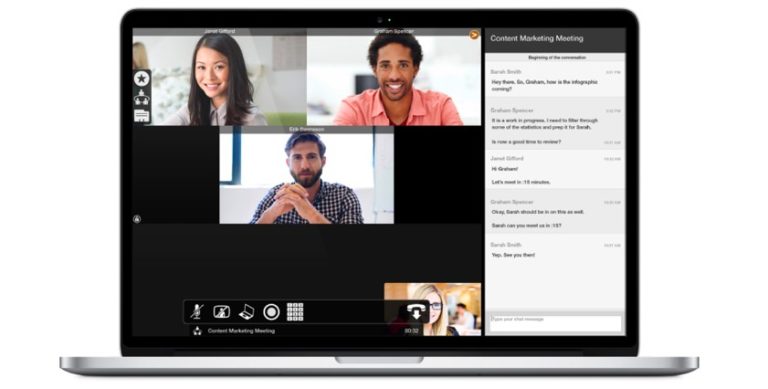 Janet Gifford
Graham Spencer
Content Marketing Meeting
Beginning of the conversation
Sarah Smith
Hey there. So, Graham, how is the infographic
coming?
Graham Spencer
It is a work in progress. I need to filter through
some of the statistics and prep it for Sarah.
Is now a good time to review?
Janet Gifford
Hi Graham!
Let's meet in :15 minutes.
Graham Spencer
Okay, Sarah should be in on this as well.
Sarah can you meet us in :15?
Sarah Smith
Yep. See you then!
Type your chat message
Content Marketing Meeting
00:32